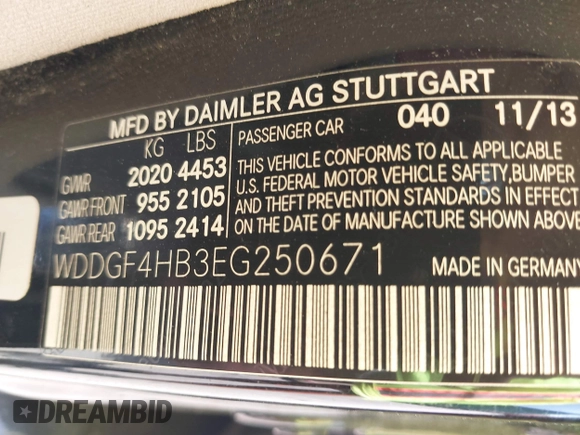 MFD BY DAIMLER AG STUTTGART
KG LBS
GVWR 2020 4453
GAWR FRONT 955 2105
GAWR REAR 1095 2414
PASSENGER CAR 040 11/13
THIS VEHICLE CONFORMS TO ALL APPLICABLE
U.S. FEDERAL MOTOR VEHICLE SAFETY,BUMPER
AND THEFT PREVENTION STANDARDS IN EFFECT
ON THE DATE OF MANUFACTURE SHOWN ABOVE
WDDGF4HB3EG250671 MADE IN GERMANY
DREAMBID